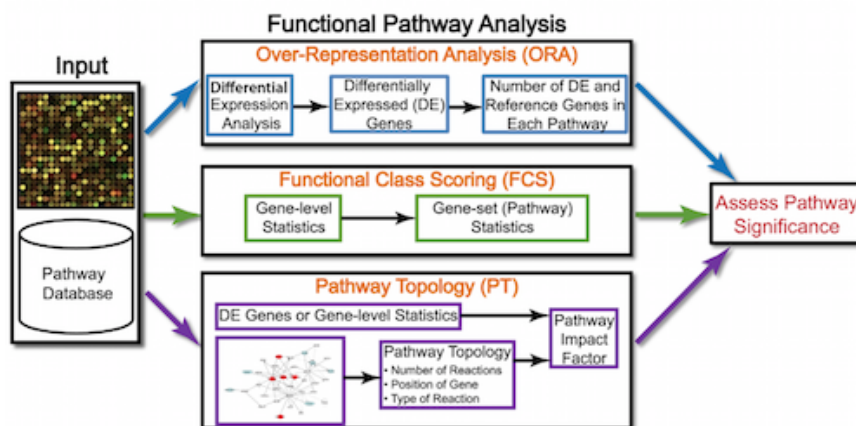 Functional Pathway Analysis
Input
Pathway
Database
Over-Representation Analysis (ORA)
Differential
Expression
Analysis
Differentially
Expressed (DE)
Genes
Number of DE and
Reference Genes in
Each Pathway
Functional Class Scoring (FCS)
Gene-level
Statistics
Gene-set (Pathway)
Statistics
Pathway Topology (PT)
DE Genes or Gene-level Statistics
Pathway Topology
• Number of Reactions
• Position of Gene
• Type of Reaction
Pathway
Impact
Factor
Assess Pathway
Significance